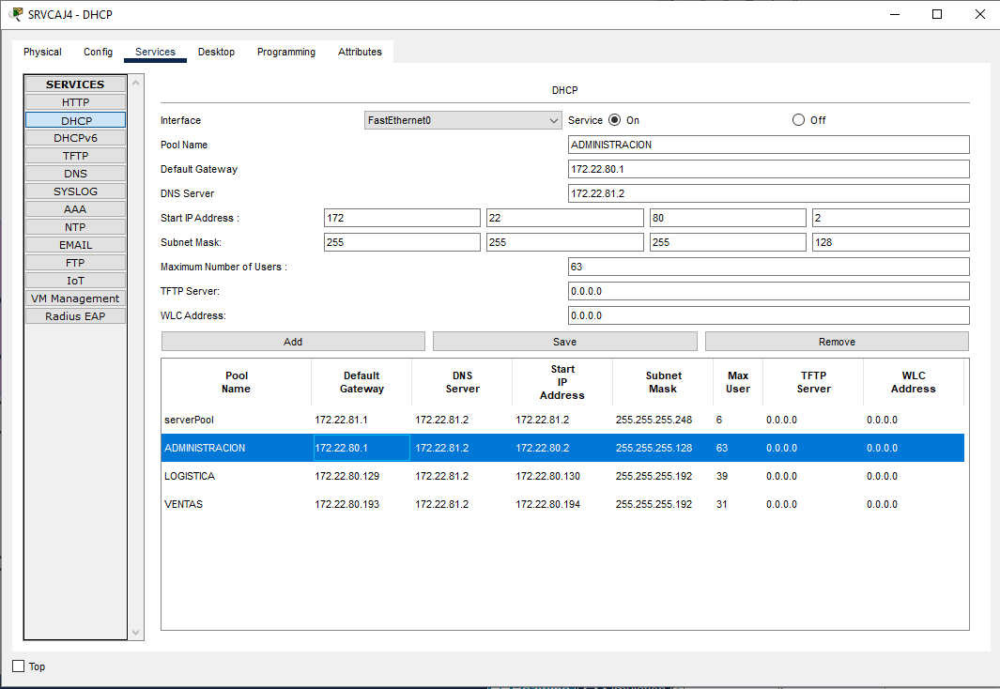 SRVCAJ4 - DHCP
Physical Config Services Desktop Programming Attributes
SERVICES
HTTP
DHCP
DHCPv6
TFTP
DNS
SYSLOG
AAA
NTP
EMAIL
FTP
IoT
VM Management
Radius EAP
DHCP
Interface FastEthernet0 Service On Off
Pool Name ADMINISTRACION
Default Gateway 172.22.80.1
DNS Server 172.22.81.2
Start IP Address : 172 22 80 2
Subnet Mask: 255 255 255 128
Maximum Number of Users : 63
TFTP Server: 0.0.0.0
WLC Address: 0.0.0.0
Add Save Remove
Pool Name Default Gateway DNS Server Start IP Address Subnet Mask Max User TFTP Server WLC Address
serverPool 172.22.81.1 172.22.81.2 172.22.81.2 255.255.255.248 6 0.0.0.0 0.0.0.0
ADMINISTRACION 172.22.80.1 172.22.81.2 172.22.80.2 255.255.255.128 63 0.0.0.0 0.0.0.0
LOGISTICA 172.22.80.129 172.22.81.2 172.22.80.130 255.255.255.192 39 0.0.0.0 0.0.0.0
VENTAS 172.22.80.193 172.22.81.2 172.22.80.194 255.255.255.192 31 0.0.0.0 0.0.0.0
Top